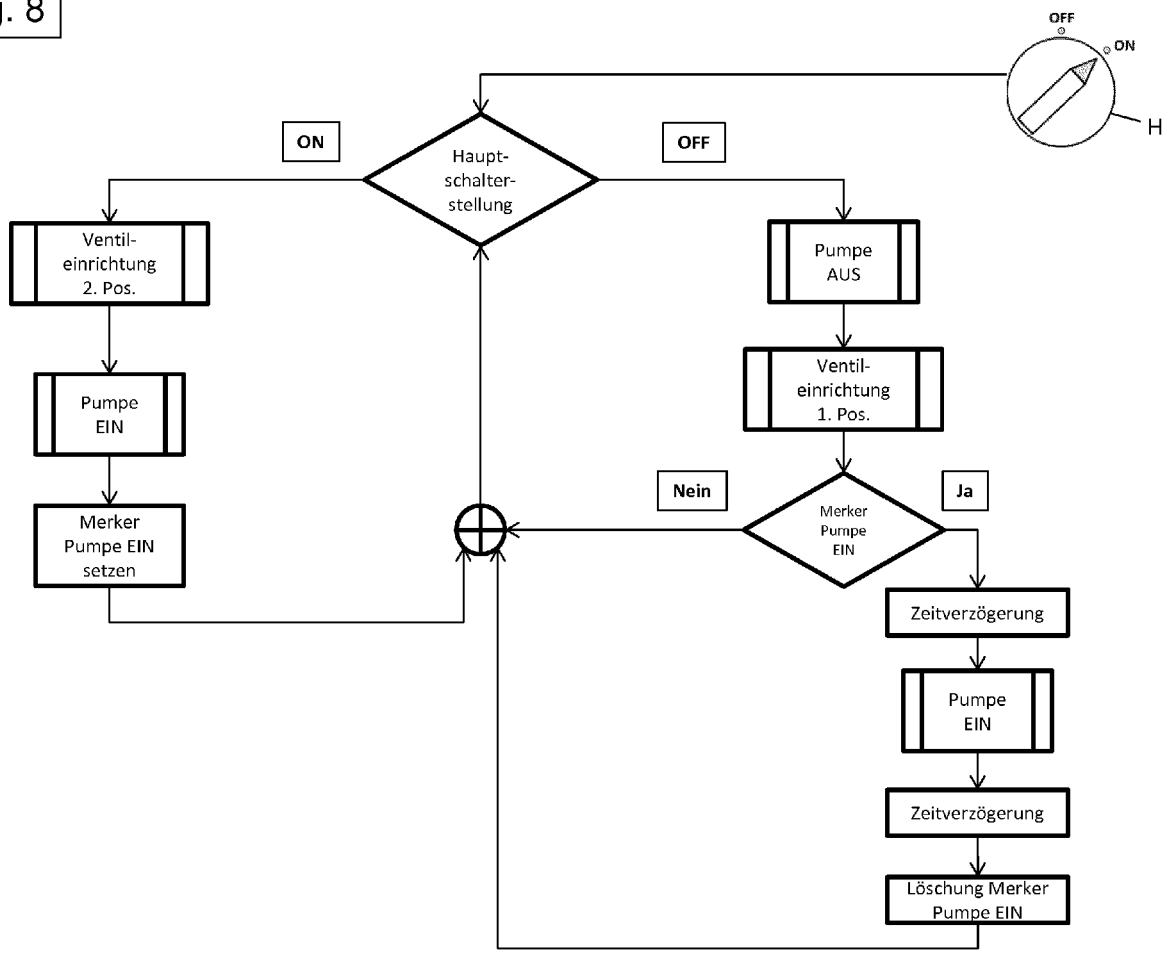 g. 8
OFF
ON
H
ON
OFF
Haupt-
schalter-
stellung
Ventil-
einrichtung
2. Pos.
Pumpe
AUS
Ventil-
einrichtung
1. Pos.
Pumpe
EIN
Nein
Ja
Merker
Pumpe EIN
setzen
Merker
Pumpe
EIN
Zeitverzögerung
Pumpe
EIN
Zeitverzögerung
Löschung Merker
Pumpe EIN